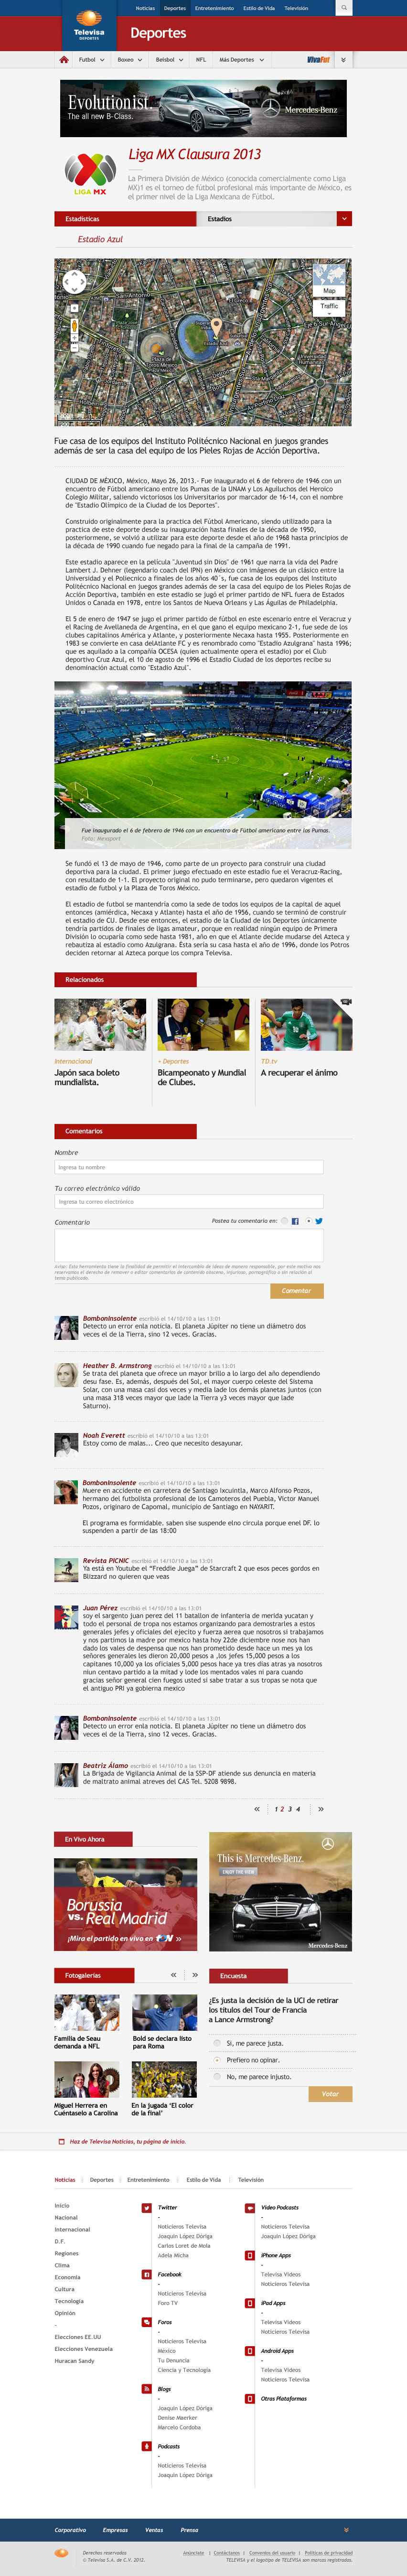 Noticias Deportes Entretenimiento Estilo de Vida Televisión
Televisa
DEPORTES
Deportes
Futbol Boxeo Beisbol NFL Más Deportes VivaFut
Evolutionist.
The all new B-Class.
Mercedes-Benz
LIGA MX
Liga MX Clausura 2013
La Primera División de México (conocida comercialmente como Liga
MX)1 es el torneo de fútbol profesional más importante de México, es
el primer nivel de la Liga Mexicana de Fútbol.
Estadísticas Estadios
Estadio Azul
Map
Traffic
San Antonio
Plaza de
Toros México
Fue casa de los equipos del Instituto Politécnico Nacional en juegos grandes
además de ser la casa del equipo de los Pieles Rojas de Acción Deportiva.
CIUDAD DE MÉXICO, México, Mayo 26, 2013.- Fue inaugurado el 6 de febrero de 1946 con un
encuentro de Fútbol americano entre los Pumas de la UNAM y Los Aguiluchos del Heroico
Colegio Militar, saliendo victoriosos los Universitarios por marcador de 16-14, con el nombre
de "Estadio Olímpico de la Ciudad de los Deportes".
Construido originalmente para la practica del Fútbol Americano, siendo utilizado para la
practica de este deporte desde su inauguración hasta finales de la década de 1950,
posteriormene, se volvió a utilizar para este deporte desde el año de 1968 hasta principios de
la década de 1990 cuando fue negado para la final de la campaña de 1991.
Este estadio aparece en la película "Juventud sin Dios" de 1961 que narra la vida del Padre
Lambert J. Dehner (legendario coach del IPN) en México con imágenes de un clásico entre la
Universidad y el Poliecnico a finales de los años 40´s, fue casa de los equipos del Instituto
Politécnico Nacional en juegos grandes además de ser la casa del equipo de los Pieles Rojas de
Acción Deportiva, también en este estadio se jugó el primer partido de NFL fuera de Estados
Unidos o Canada en 1978, entre los Santos de Nueva Orleans y Las Águilas de Philadelphia.
El 5 de enero de 1947 se jugo el primer partido de fútbol en este escenario entre el Veracruz y
el Racing de Avellaneda de Argentina, en el que gano el equipo mexicano 2-1, fue sede de los
clubes capitalinos América y Atlante, y posteriormente Necaxa hasta 1955. Posteriormente en
1983 se convierte en casa delAtlante FC y es renombrado como "Estadio Azulgrana" hasta 1996;
es que aquilado a la compañía OCESA (quien actualmente opera el estadio) por el Club
deportivo Cruz Azul, el 10 de agosto de 1996 el Estadio Ciudad de los Deportes recibe su
denominación actual como "Estadio Azul".
Fue inaugurado el 6 de febrero de 1946 con un encuentro de Fútbol americano entre los Pumas.
Foto: Mexsport
Se fundó el 13 de mayo de 1946, como parte de un proyecto para construir una ciudad
deportiva para la ciudad. El primer juego efectuado en este estadio fue el Veracruz-Racing,
con resultado de 1-1. El proyecto original no pudo terminarse, pero quedaron vigentes el
estadio de futbol y la Plaza de Toros México.
El estadio de futbol se mantendría como la sede de todos los equipos de la capital de aquel
entonces (américa, Necaxa y Atlante) hasta el año de 1956, cuando se terminó de construir
el estadio de CU. Desde ese entonces, el estadio de la Ciudad de los Deportes únicamente
tendría partidos de finales de ligas amateur, porque en realidad ningún equipo de Primera
División lo ocuparía como sede hasta 1981, año en que el Atlante decide mudarse del Azteca y
rebautiza al estadio como Azulgrana. Ésta sería su casa hasta el año de 1996, donde los Potros
deciden retornar al Azteca porque los compra Televisa.
Relacionados
Internacional
Japón saca boleto
mundialista.
+ Deportes
Bicampeonato y Mundial
de Clubes.
TD.tv
A recuperar el ánimo
Comentarios
Nombre
Ingresa tu nombre
Tu correo electrónico válido
Ingresa tu correo electrónico
Comentario
Postea tu comentario en:
Aviso: Esta herramienta tiene la finalidad de permitir el intercambio de ideas de manera responsable, por este motivo nos
reservamos el derecho de remover o editar comentarios de contenido obsceno, injurioso, pornográfico o sin relación al
tema publicado.
Comentar
BombonInsolente escribió el 14/10/10 a las 13:01
Detecto un error enla noticia. El planeta Júpiter no tiene un diámetro dos
veces el de la Tierra, sino 12 veces. Gracias.
Heather B. Armstrong escribió el 14/10/10 a las 13:01
Se trata del planeta que ofrece un mayor brillo a lo largo del año dependiendo
desu fase. Es, además, después del Sol, el mayor cuerpo celeste del Sistema
Solar, con una masa casi dos veces y media lade los demás planetas juntos (con
una masa 318 veces mayor que lade la Tierra y3 veces mayor que lade
Saturno).
Noah Everett escribió el 14/10/10 a las 13:01
Estoy como de malas... Creo que necesito desayunar.
BombonInsolente escribió el 14/10/10 a las 13:01
Muere en accidente en carretera de Santiago Ixcuintla, Marco Alfonso Pozos,
hermano del futbolista profesional de los Camoteros del Puebla, Víctor Manuel
Pozos, originaro de Caponal, municipio de Santiago en NAYARIT.
El programa es formidable. saben sise suspende elno circula porque enel DF. lo
suspenden a partir de las 18:00
Revista PICNIC escribió el 14/10/10 a las 13:01
Ya está en Youtube el “Freddie Juega” de Starcraft 2 que esos peces gordos en
Blizzard no quieren que veas
Juan Pérez escribió el 14/10/10 a las 13:01
soy el sargento juan perez del 11 batallon de infanteria de merida yucatan y
todo el personal de tropa nos estamos organizando para demostrarles a estos
genes jefes y oficiales del ejercito y fuerza aerea que nosotros si trabajamos y
nos partimos la madre por mexico hasta hoy 22de diciembre none nos han
dado los vales de despensa que nos han prometido desde hace un mes ya los
señores generales les dieron 20,000 pesos a ,los jefes 15,000 pesos a los
capitanes 10,000 ya los oficiales 5,000 pesos hace dias ya ahsta ahora nosotros
niun centavo partido a la mitad y lode los mentados vales ni para cuando
gracias señor general cien fuegos usted si sabe tratar a sus tropas se nota que
el antiguo PRI ya gobierna mexico
BombonInsolente escribió el 14/10/10 a las 13:01
Detecto un error enla noticia. El planeta Júpiter no tiene un diámetro dos
veces el de la Tierra, sino 12 veces. Gracias.
Beatriz Álamo escribió el 14/10/10 a las 13:01
La Brigada de Vigilancia Animal de la SSP-DF atiende sus denuncia en materia
de maltrato animal atreves del CAS Tel. 5208 9898.
« 1 2 3 4 »
En Vivo Ahora
Borussia
vs. Real Madrid
¡Mira el partido en vivo en »
This is Mercedes-Benz.
ENJOY THE VIEW
Mercedes-Benz
Fotogalerías « »
Familia de Seau
demanda a NFL
Bold se declara listo
para Roma
Miguel Herrera en
Cuéntaselo a Carolina
En la jugada ‘El color
de la final’
Encuesta
¿Es justa la decisión de la UCI de retirar
los títulos del Tour de Francia
a Lance Armstrong?
Sí, me parece justa.
Prefiero no opinar.
No, me parece injusto.
Votar
Haz de Televisa Noticias, tu página de inicio.
Noticias Deportes Entretenimiento Estilo de Vida Televisión
Inicio
Nacional
Internacional
D.F.
Regiones
Clima
Economía
Cultura
Tecnología
Opinión
-
Elecciones EE.UU
Elecciones Venezuela
Huracan Sandy
Twitter
-
Noticieros Televisa
Joaquín López Dóriga
Carlos Loret de Mola
Adela Micha
Facebook
-
Noticieros Televisa
Foro TV
Foros
-
Noticieros Televisa
México
Tu Denuncia
Ciencia y Tecnología
Blogs
-
Joaquín López Dóriga
Denise Maerker
Marcelo Cordoba
Podcasts
-
Noticieros Televisa
Joaquín López Dóriga
Video Podcasts
-
Noticieros Televisa
Joaquín López Dóriga
iPhone Apps
-
Televisa Videos
Noticieros Televisa
iPad Apps
-
Televisa Videos
Noticieros Televisa
Android Apps
-
Televisa Videos
Noticieros Televisa
Otras Plataformas
Corporativo Empresas Ventas Prensa
Derechos reservados
© Televisa S.A. de C.V. 2012.
Anúnciate | Contáctanos | Convenios del usuario | Políticas de privacidad
TELEVISA y el logotipo de TELEVISA son marcas registradas.